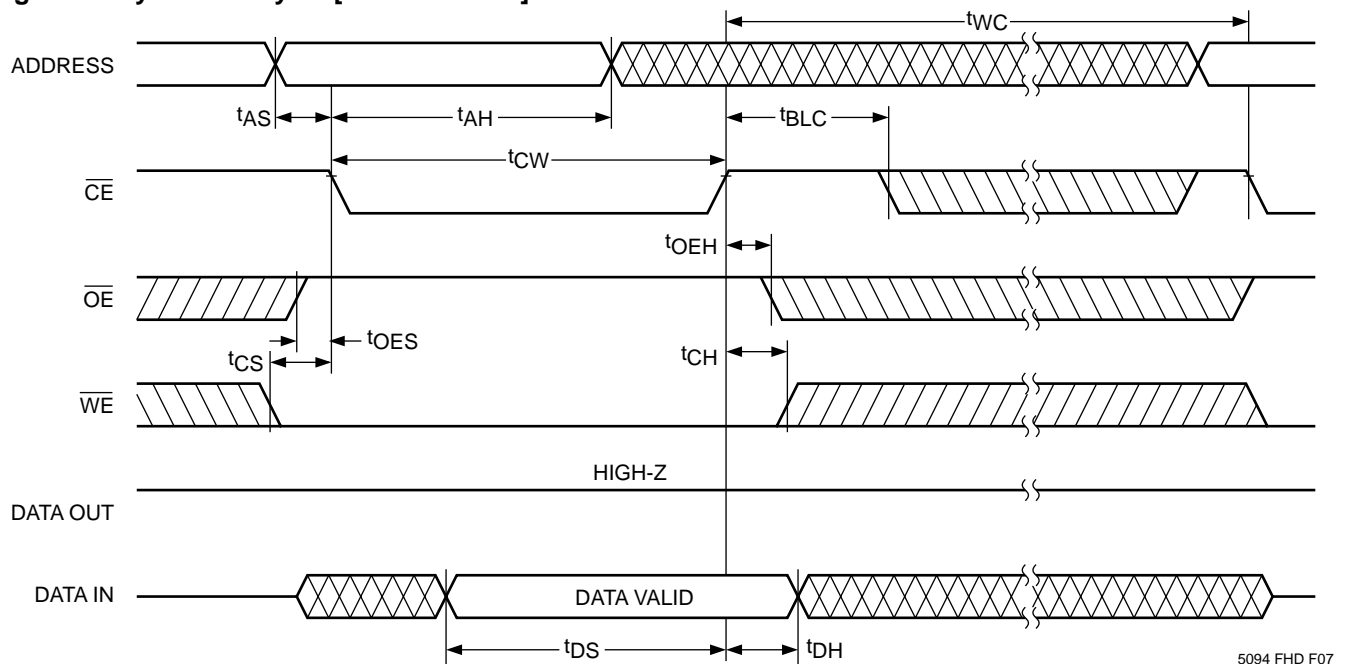 tWC
ADDRESS
tAS
tAH
tBLC
tCW
CE
tOEH
OE
tOES
tCS
tCH
WE
HIGH-Z
DATA OUT
DATA IN
DATA VALID
tDS
tDH
5094 FHD F07